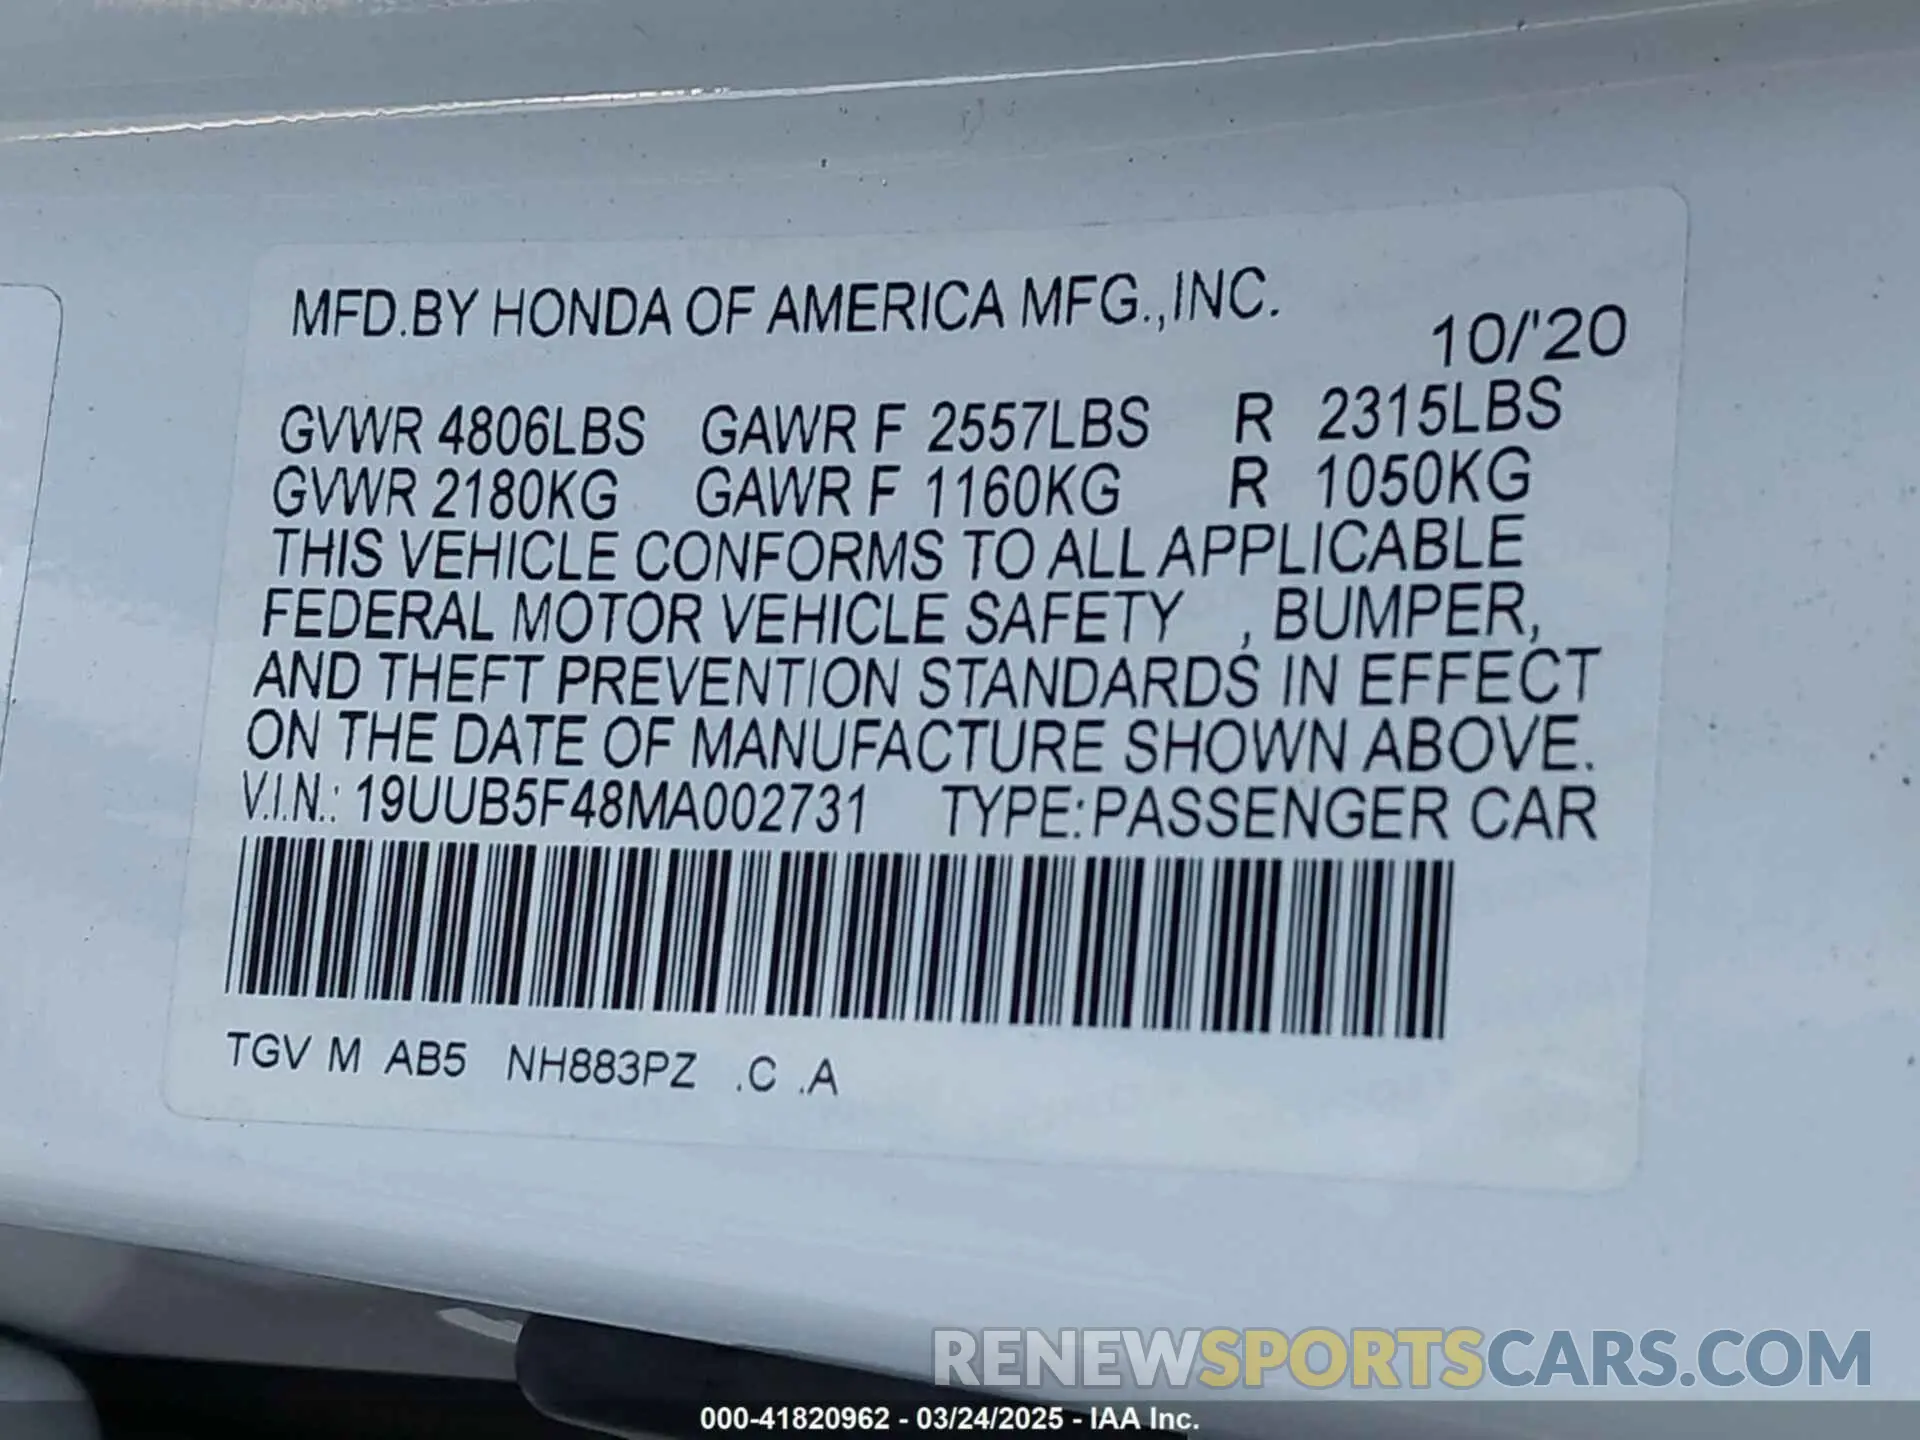 MFD.BY HONDA OF AMERICA MFG.,INC.
10/'20
GVWR 4806LBS GAWR F 2557LBS R 2315LBS
GVWR 2180KG GAWR F 1160KG R 1050KG
THIS VEHICLE CONFORMS TO ALL APPLICABLE
FEDERAL MOTOR VEHICLE SAFETY , BUMPER,
AND THEFT PREVENTION STANDARDS IN EFFECT
ON THE DATE OF MANUFACTURE SHOWN ABOVE.
V.I.N.: 19UUB5F48MA002731 TYPE:PASSENGER CAR
TGV M AB5 NH883PZ .C .A
RENEWSPORTSCARS.COM
000-41820962 - 03/24/2025 - IAA Inc.